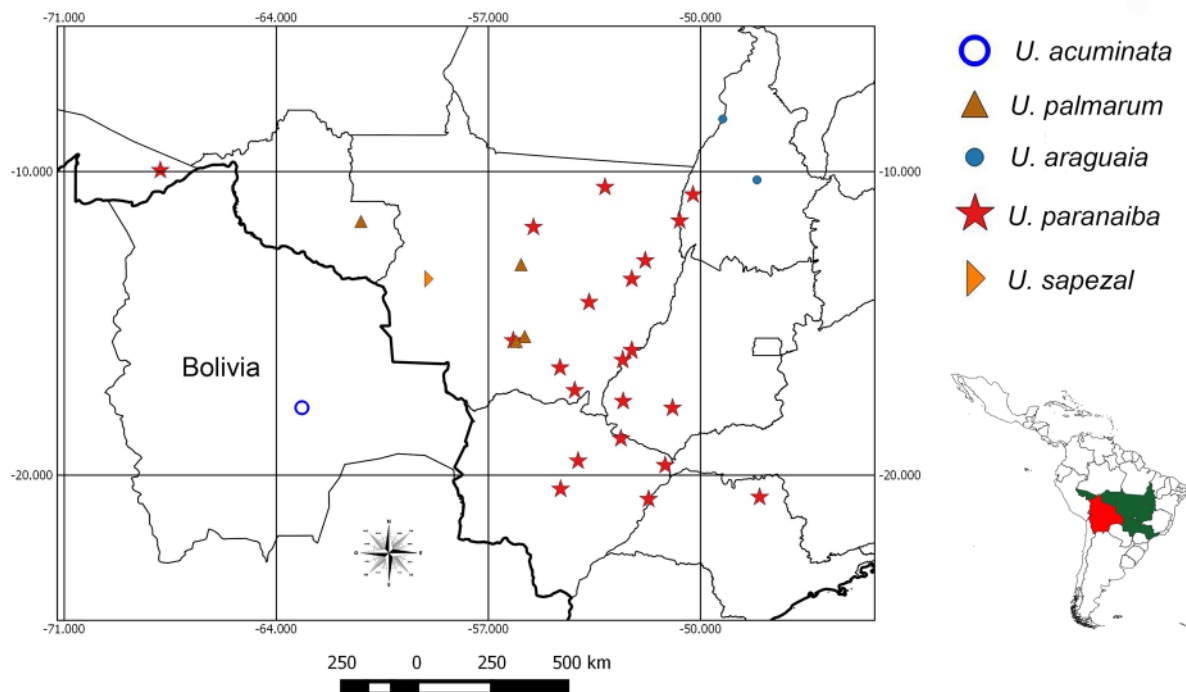 -71.000 -64.000 -57.000 -50.000
U. acuminata
U. palmarum
U. araguaia
U. paranaiba
U. sapezal
-10.000 -10.000
Bolivia
-20.000 -20.000
-71.000 -64.000 -57.000 -50.000
250 0 250 500 km